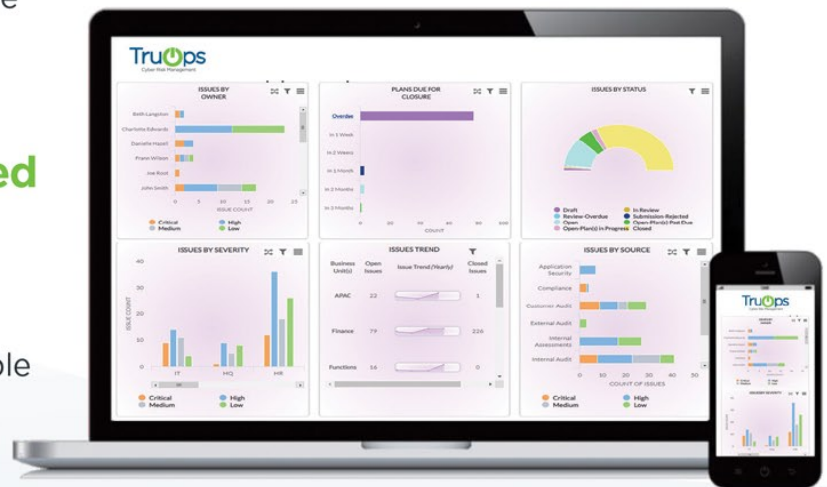 e
ed
ple
TruOps
Cyber Risk Management
ISSUES BY
OWNER
Beth Langston
Charlotte Edwards
Danielle Hazell
Frann Wilson
Joe Root
John Smith
0 5 10 15 20 25
ISSUE COUNT
Critical High
Medium Low
PLANS DUE FOR
CLOSURE
Overdue
In 1 Week
In 2 Weeks
In 1 Month
In 2 Months
In 3 Months
0 20 40 60 80 100
COUNT
ISSUES BY STATUS
Draft In Review
Review-Overdue Submission-Rejected
Open Open-Plan(s) Past Due
Open-Plan(s) in Progress Closed
ISSUES BY SEVERITY
ISSUE COUNT
40
30
20
10
0
IT HQ HR
Critical High
Medium Low
ISSUES TREND
Business Open Issue Trend (Yearly) Closed
Unit(s) Issues Issues
APAC 22 1
Finance 79 226
Functions 16 0
ISSUES BY SOURCE
Application
Security
Compliance
Customer Audit
External Audit
Internal
Assessments
Internal Audit
0 10 20 30 40 50
COUNT OF ISSUES
Critical High
Medium Low
TruOps